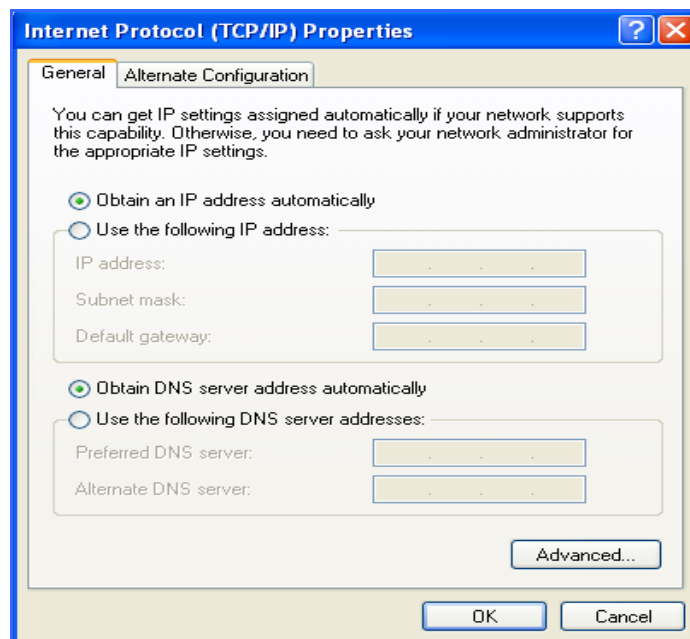 Internet Protocol (TCP/IP) Properties
General
Alternate Configuration
You can get IP settings assigned automatically if your network supports
this capability. Otherwise, you need to ask your network administrator for
the appropriate IP settings.
Obtain an IP address automatically
Use the following IP address:
IP address:
Subnet mask:
Default gateway:
Obtain DNS server address automatically
Use the following DNS server addresses:
Preferred DNS server:
Alternate DNS server:
Advanced...
OK
Cancel